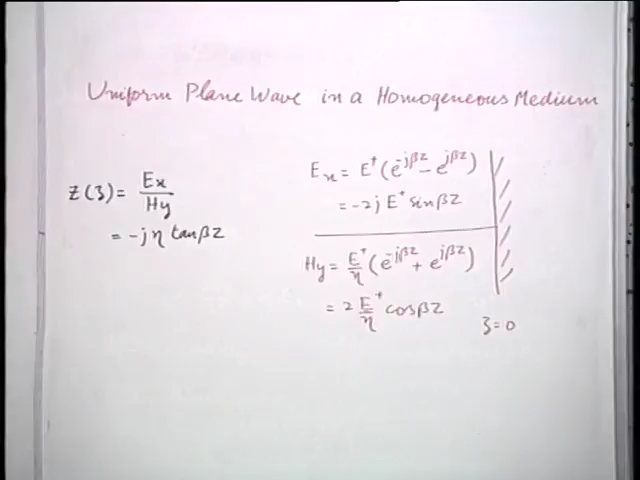 Uniform Plane Wave in a Homogeneous Medium
z(ʒ) = Ex/Hy
= -jη tanβz
Ex = E⁺(e^-jβz - e^jβz)
= -2j E⁺ sinβz
Hy = E⁺/η (e^-jβz + e^jβz)
= 2 E⁺/η cosβz
ʒ=0